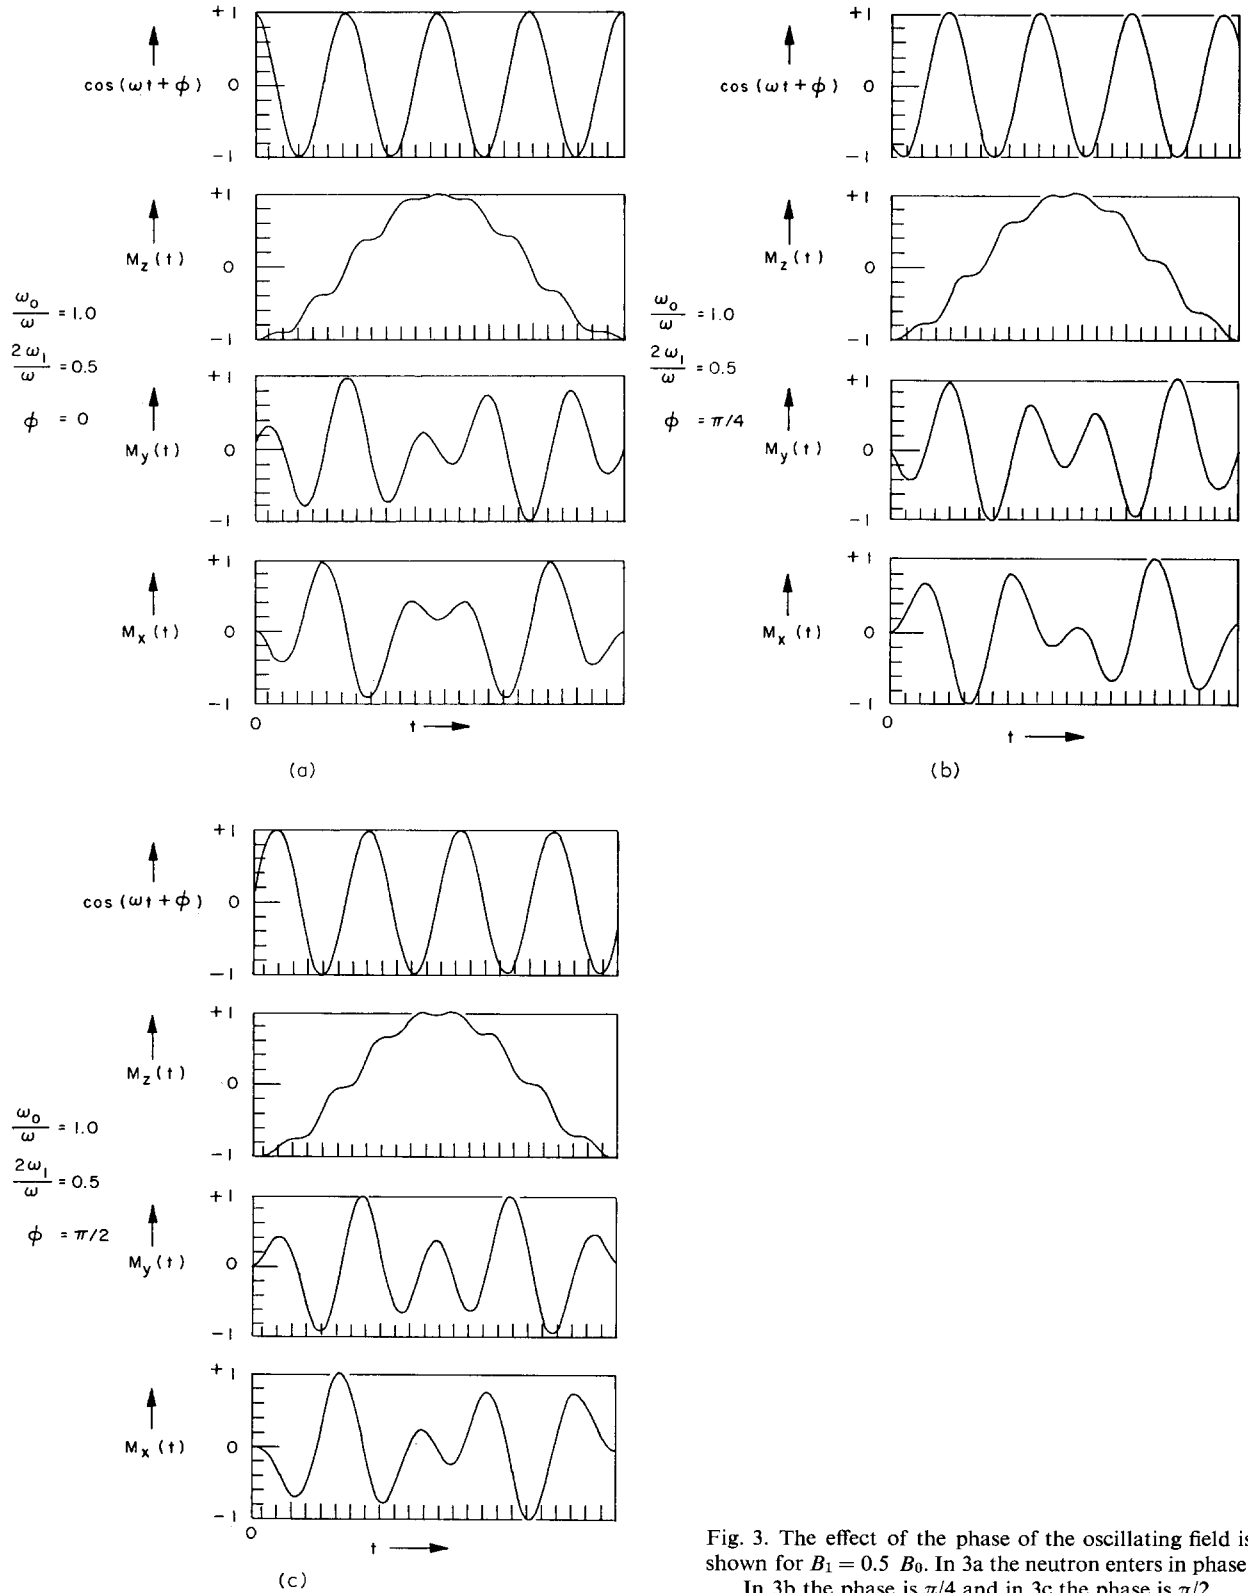 +1
cos (ωt + ϕ)
0
−1
+1
M_z (t)
0
−1
ω_0/ω = 1.0
2ω_1/ω = 0.5
ϕ = 0
+1
M_y (t)
0
−1
+1
M_x (t)
0
−1
0
t
(a)
+1
cos (ωt + ϕ)
0
−1
+1
M_z (t)
0
−1
ω_0/ω = 1.0
2ω_1/ω = 0.5
ϕ = π/4
+1
M_y (t)
0
−1
+1
M_x (t)
0
−1
0
t
(b)
+1
cos (ωt + ϕ)
0
−1
+1
M_z (t)
0
−1
ω_0/ω = 1.0
2ω_1/ω = 0.5
ϕ = π/2
+1
M_y (t)
0
−1
+1
M_x (t)
0
−1
0
t
(c)
Fig. 3. The effect of the phase of the oscillating field is
shown for B_1 = 0.5 B_0. In 3a the neutron enters in phase.
In 3b the phase is π/4 and in 3c the phase is π/2